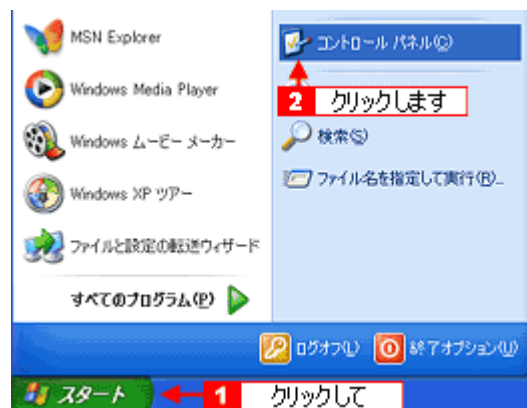 MSN Explorer
Windows Media Player
Windows ムービー メーカー
Windows XP ツアー
ファイルと設定の転送ウィザード
すべてのプログラム(P)
コントロール パネル(C)
2 クリックします
検索(S)
ファイル名を指定して実行(R)...
ログオフ(L)
終了オプション(U)
スタート
1 クリックして